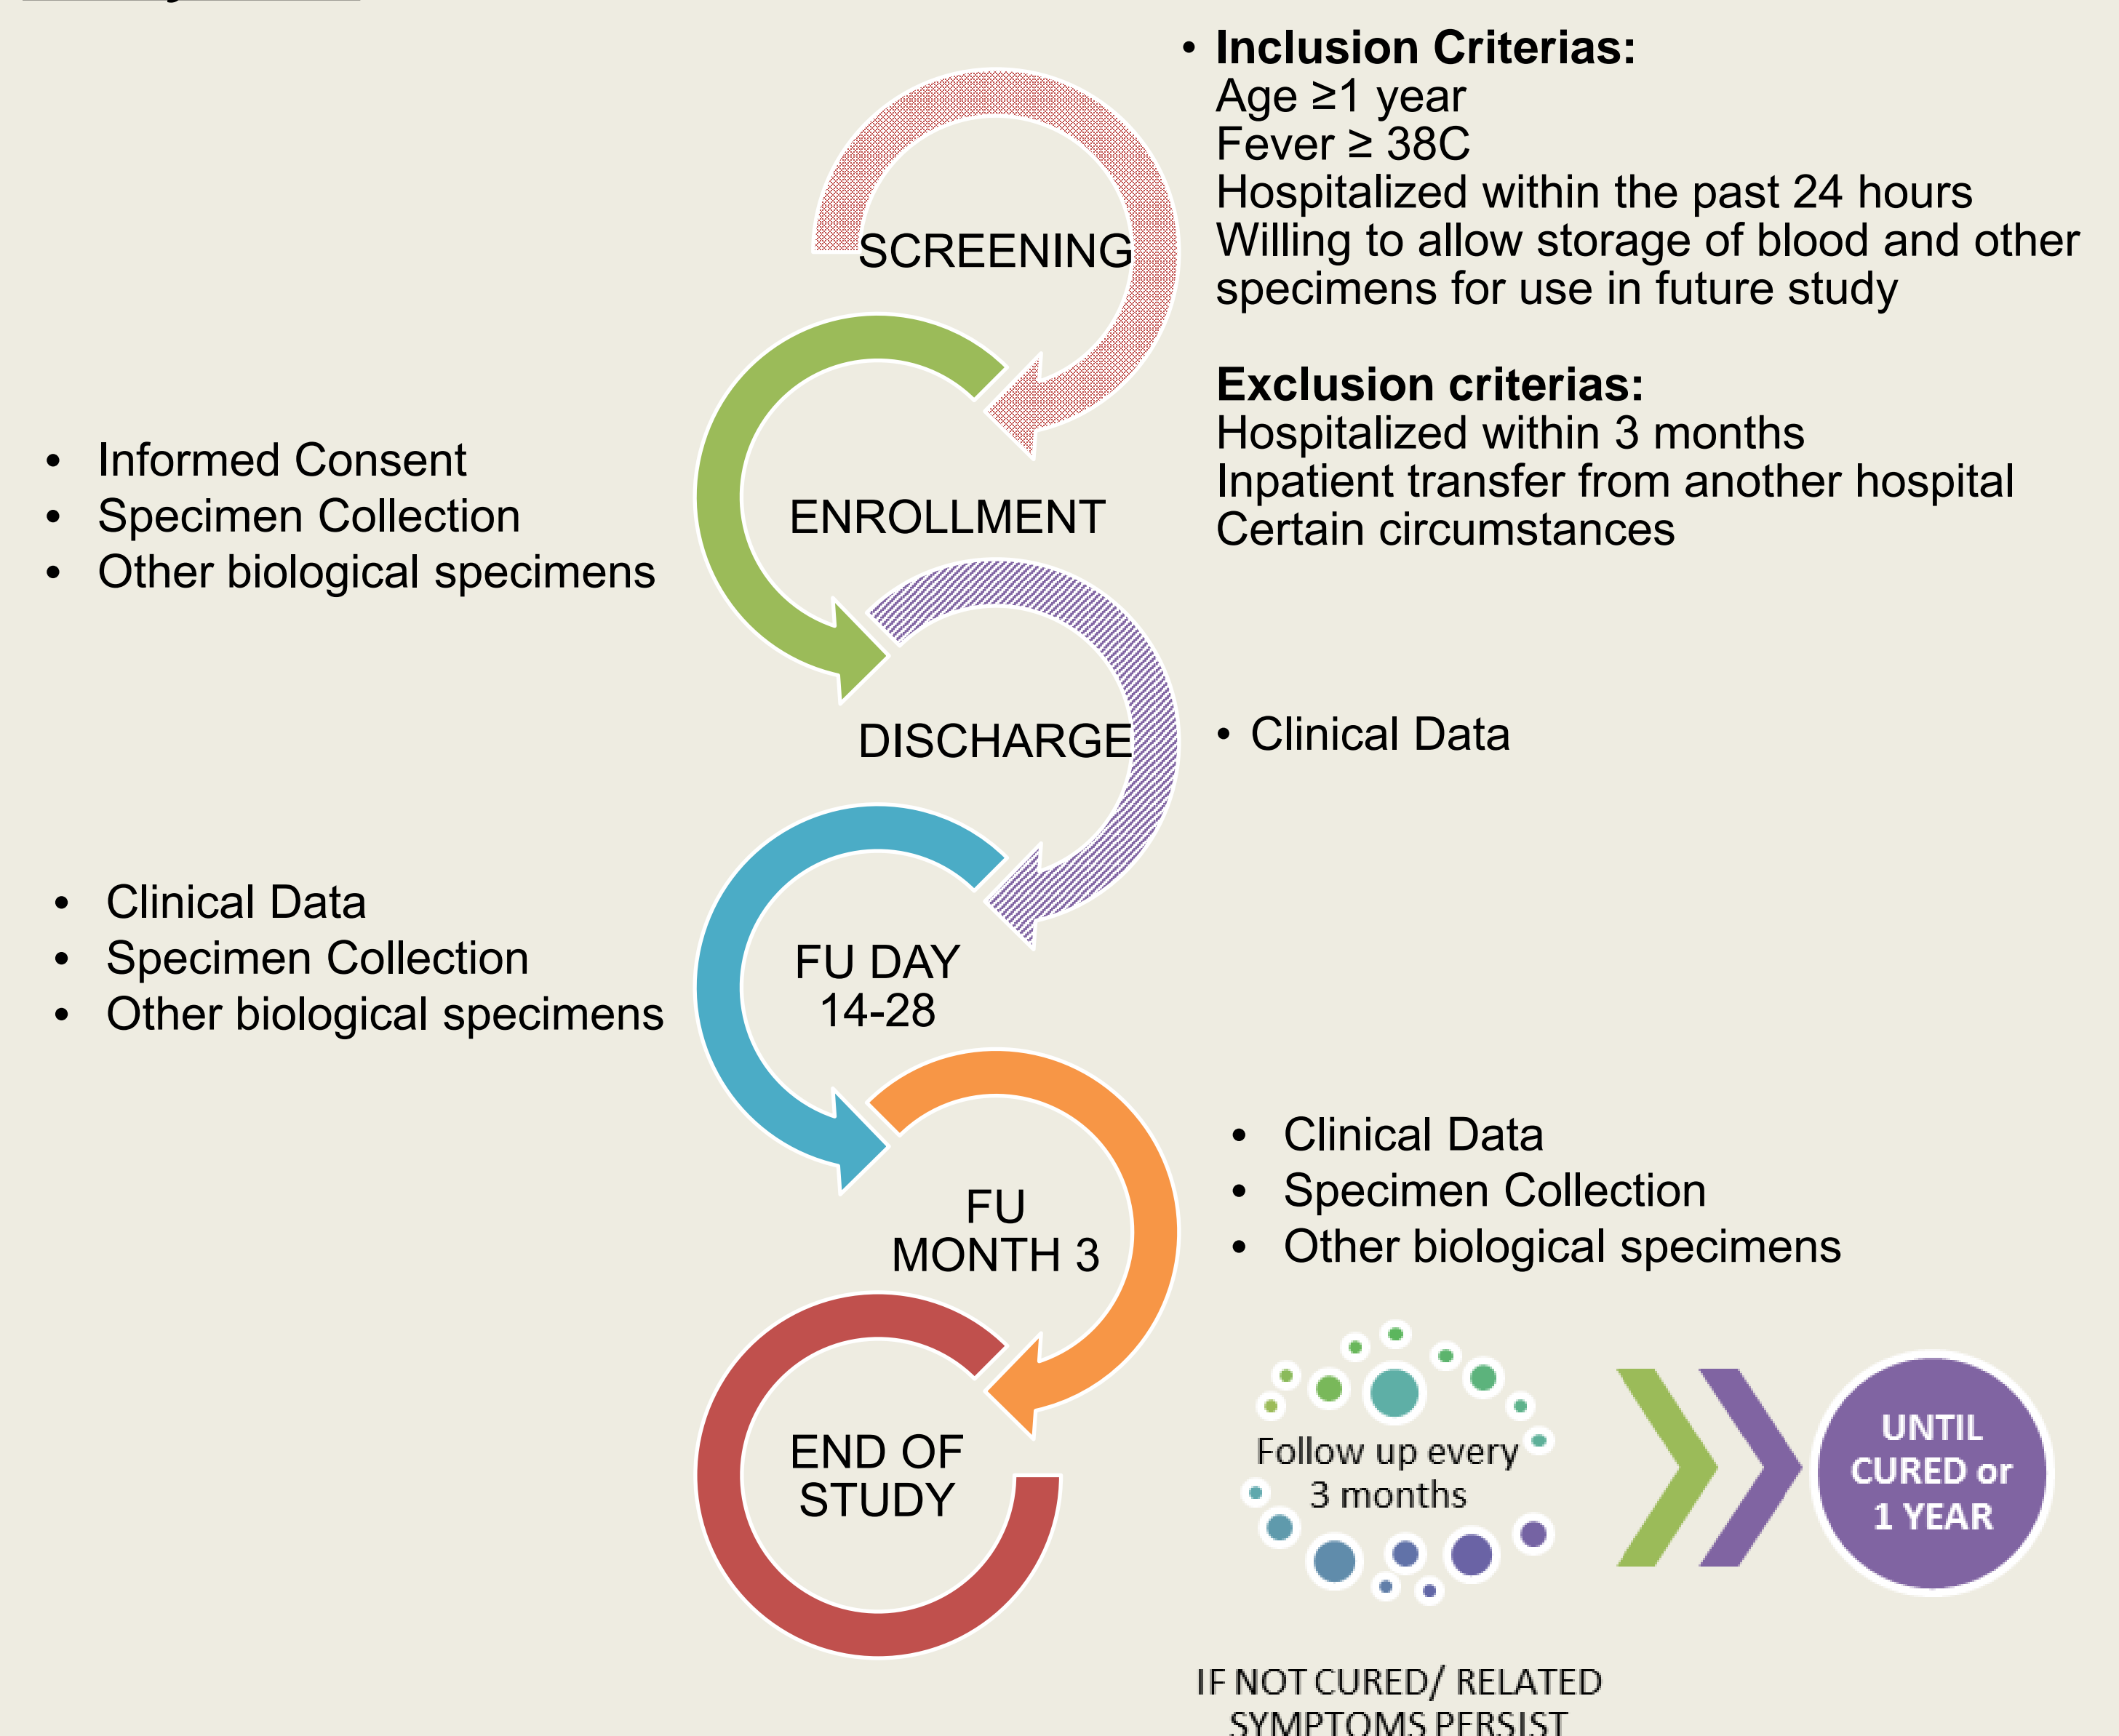 • Inclusion Criterias:
Age ≥1 year
Fever ≥ 38C
Hospitalized within the past 24 hours
Willing to allow storage of blood and other
specimens for use in future study
Exclusion criterias:
Hospitalized within 3 months
Inpatient transfer from another hospital
Certain circumstances
SCREENING
• Informed Consent
• Specimen Collection
• Other biological specimens
ENROLLMENT
DISCHARGE
• Clinical Data
• Clinical Data
• Specimen Collection
• Other biological specimens
FU DAY
14-28
FU
MONTH 3
• Clinical Data
• Specimen Collection
• Other biological specimens
END OF
STUDY
Follow up every
3 months
UNTIL
CURED or
1 YEAR
IF NOT CURED/ RELATED
SYMPTOMS PERSIST